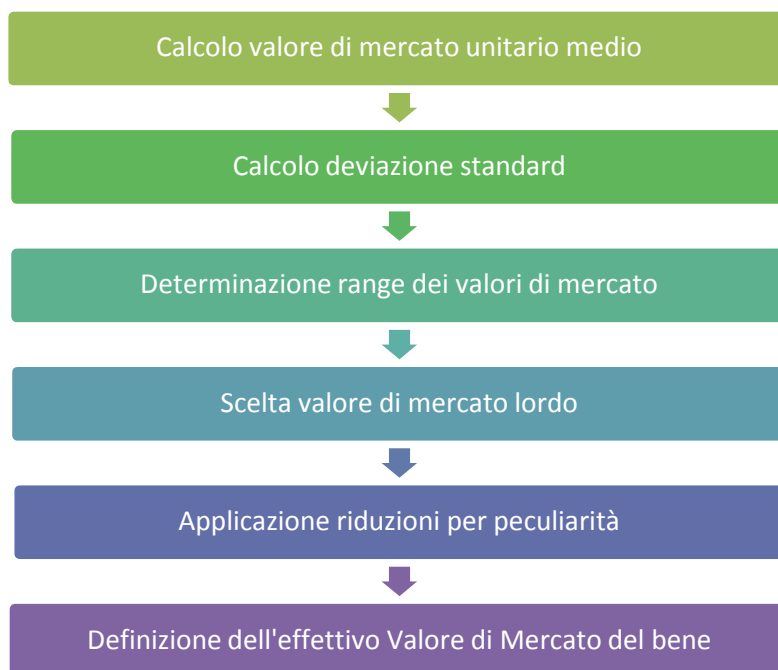 Calcolo valore di mercato unitario medio
Calcolo deviazione standard
Determinazione range dei valori di mercato
Scelta valore di mercato lordo
Applicazione riduzioni per peculiarità
Definizione dell'effettivo Valore di Mercato del bene